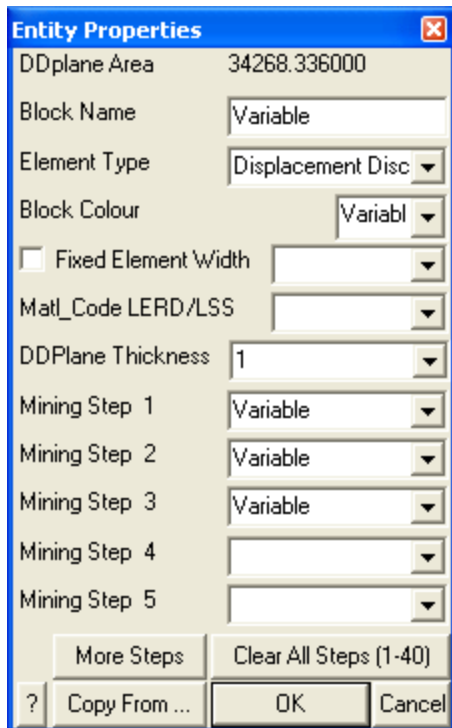 Entity Properties
DDplane Area 34268.336000
Block Name Variable
Element Type Displacement Disc
Block Colour Variabl
Fixed Element Width
Matl_Code LERD/LSS
DDPlane Thickness 1
Mining Step 1 Variable
Mining Step 2 Variable
Mining Step 3 Variable
Mining Step 4
Mining Step 5
More Steps Clear All Steps (1-40)
? Copy From ... OK Cancel